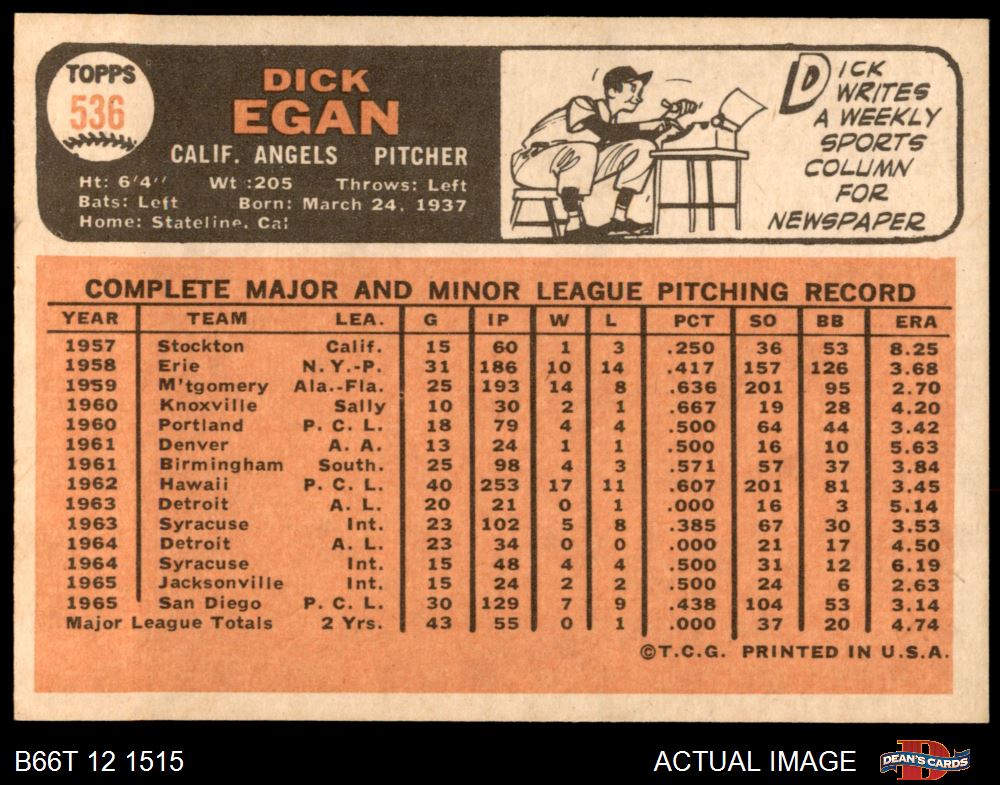 TOPPS
536
DICK
EGAN
CALIF. ANGELS PITCHER
Ht: 6'4'' Wt :205 Throws: Left
Bats: Left Born: March 24, 1937
Home: Stateline, Cal
DICK
WRITES
A WEEKLY
SPORTS
COLUMN
FOR
NEWSPAPER
COMPLETE MAJOR AND MINOR LEAGUE PITCHING RECORD
YEAR TEAM LEA. G IP W L PCT SO BB ERA
1957 Stockton Calif. 15 60 1 3 .250 36 53 8.25
1958 Erie N.Y.-P. 31 186 10 14 .417 157 126 3.68
1959 M'tgomery Ala.-Fla. 25 193 14 8 .636 201 95 2.70
1960 Knoxville Sally 10 30 2 1 .667 19 28 4.20
1960 Portland P. C. L. 18 79 4 4 .500 64 44 3.42
1961 Denver A. A. 13 24 1 1 .500 16 10 5.63
1961 Birmingham South. 25 98 4 3 .571 57 37 3.84
1962 Hawaii P. C. L. 40 253 17 11 .607 201 81 3.45
1963 Detroit A. L. 20 21 0 1 .000 16 3 5.14
1963 Syracuse Int. 23 102 5 8 .385 67 30 3.53
1964 Detroit A. L. 23 34 0 0 .000 21 17 4.50
1964 Syracuse Int. 15 48 4 4 .500 31 12 6.19
1965 Jacksonville Int. 15 24 2 2 .500 24 6 2.63
1965 San Diego P. C. L. 30 129 7 9 .438 104 53 3.14
Major League Totals 2 Yrs. 43 55 0 1 .000 37 20 4.74
©T.C.G. PRINTED IN U.S.A.
B66T 12 1515 ACTUAL IMAGE D DEAN'S CARDS